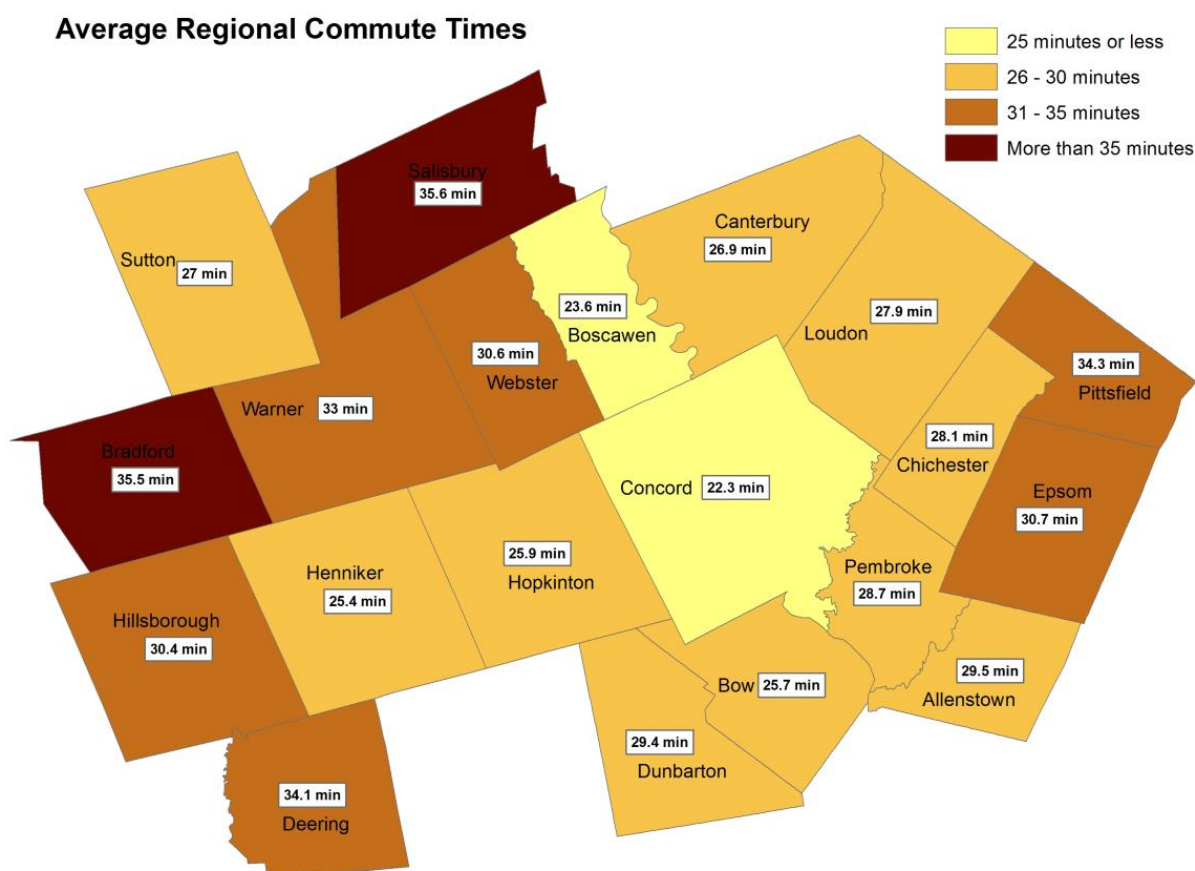 Average Regional Commute Times
25 minutes or less
26 - 30 minutes
31 - 35 minutes
More than 35 minutes
Salisbury
35.6 min
Sutton
27 min
Canterbury
26.9 min
23.6 min
Boscawen
27.9 min
Loudon
30.6 min
Webster
34.3 min
Pittsfield
Warner
33 min
Bradford
35.5 min
28.1 min
Chichester
Concord
22.3 min
Epsom
30.7 min
25.9 min
Hopkinton
Henniker
25.4 min
Pembroke
28.7 min
Hillsborough
30.4 min
29.5 min
Allenstown
Bow
25.7 min
29.4 min
Dunbarton
34.1 min
Deering